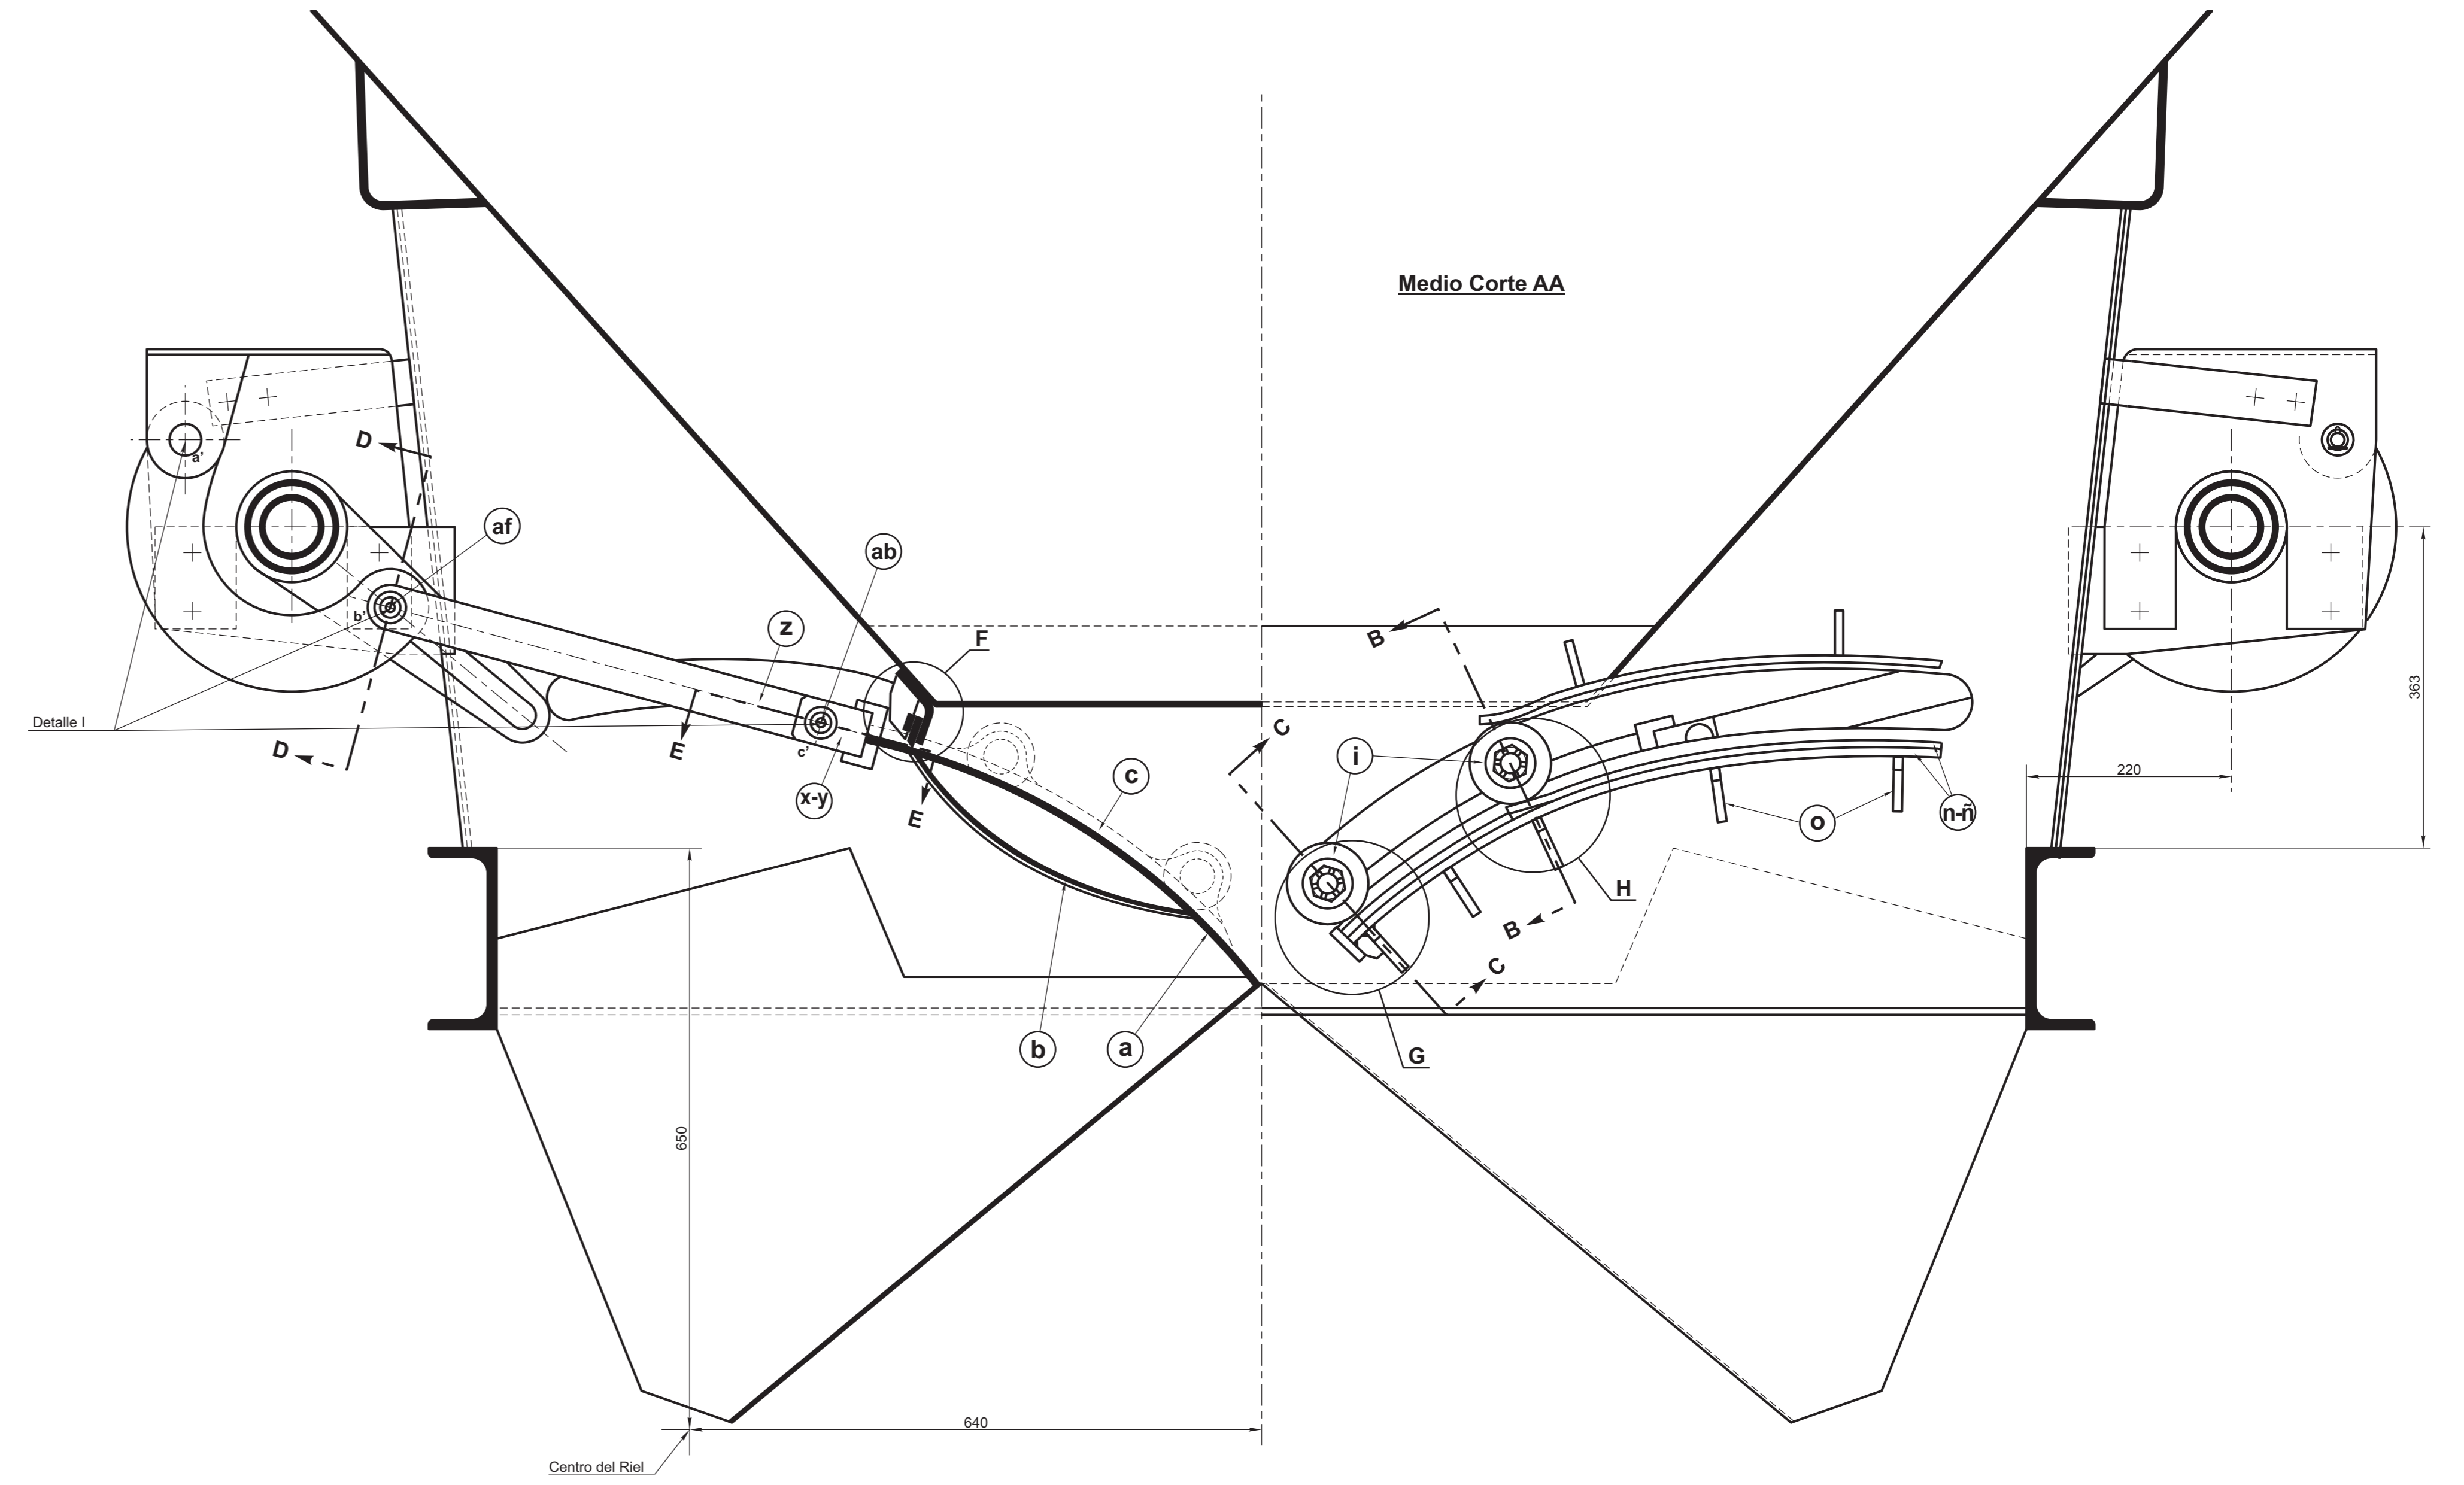 Medio Corte AA
D
a’
af
ab
b’
z
F
B
C
363
Detalle I
D
E
c’
x-y
E
c
i
220
o
n-ñ
H
B
C
b
a
G
650
640
Centro del Riel